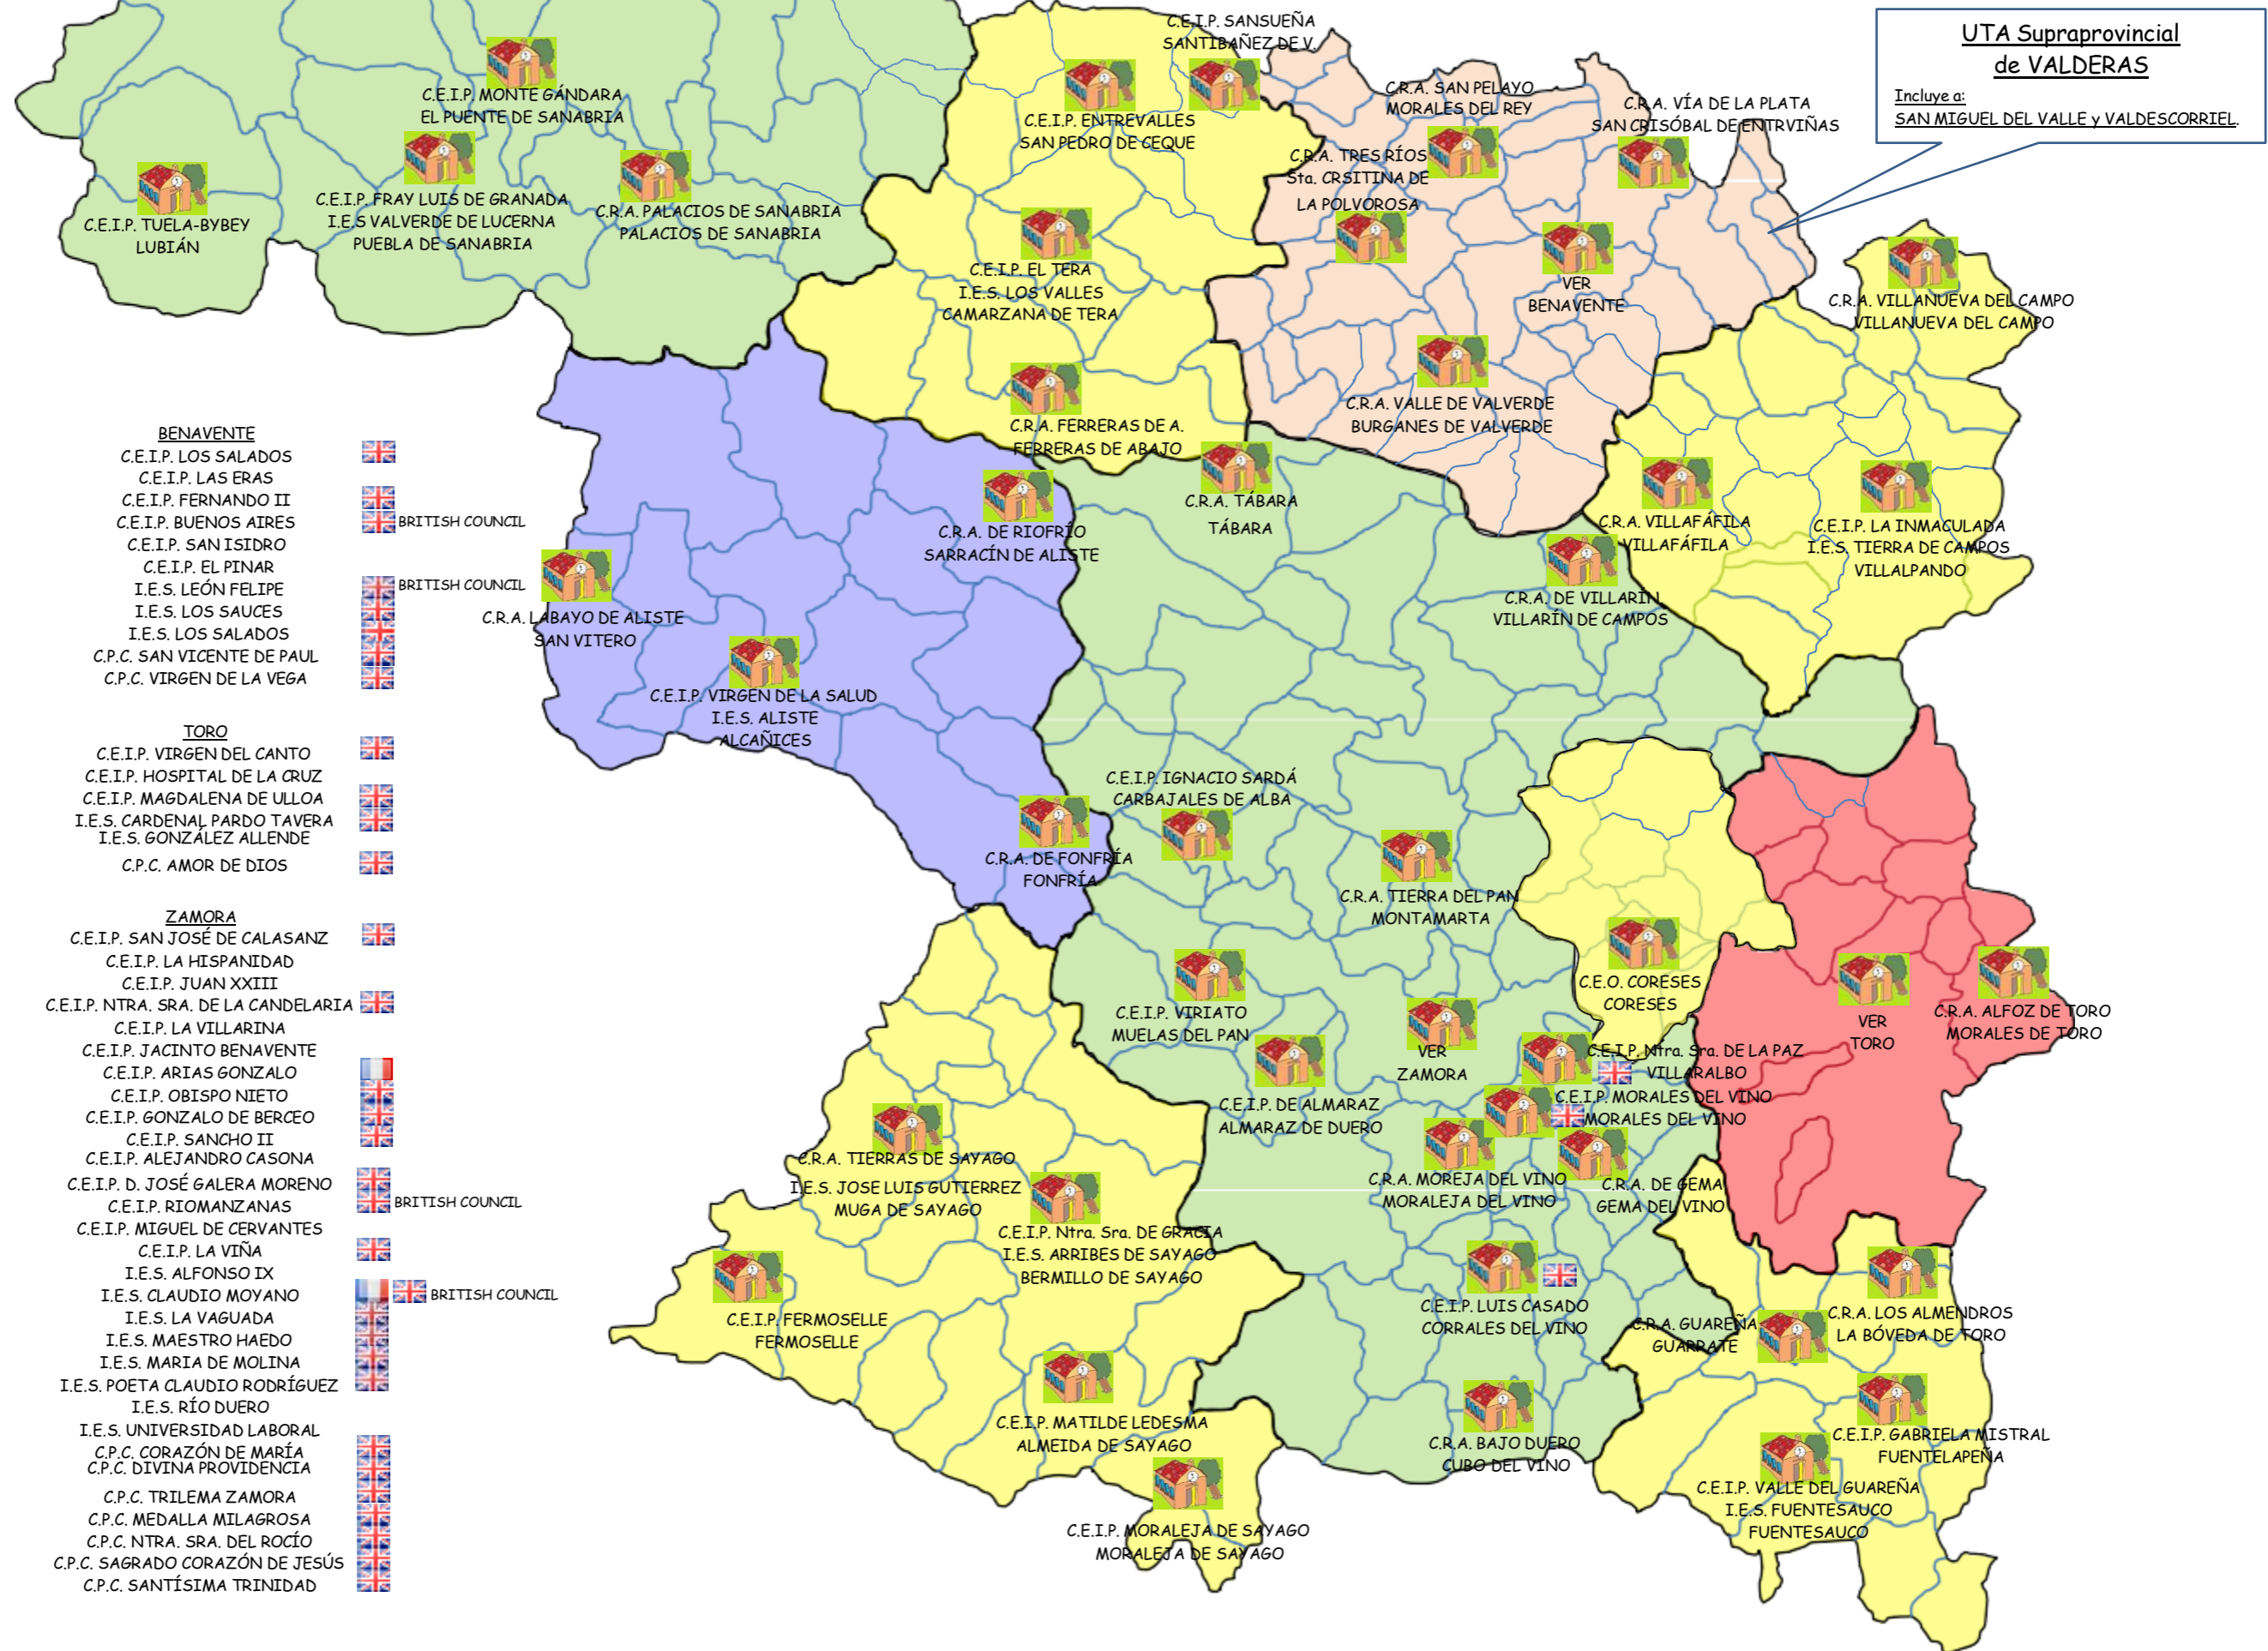 UTA Supraprovincial
de VALDERAS
Incluye a:
SAN MIGUEL DEL VALLE y VALDESCORRIEL.
C.E.I.P. SANSUEÑA
SANTIBAÑEZ DE V.
C.E.I.P. MONTE GÁNDARA
EL PUENTE DE SANABRIA
C.E.I.P. ENTREVALLES
SAN PEDRO DE CEQUE
C.R.A. SAN PELAYO
MORALES DEL REY
C.R.A. VÍA DE LA PLATA
SAN CRISÓBAL DE ENTRVIÑAS
C.R.A. TRES RÍOS
Sta. CRSITINA DE
LA POLVOROSA
C.E.I.P. TUELA-BYBEY
LUBIÁN
C.E.I.P. FRAY LUIS DE GRANADA
I.E.S VALVERDE DE LUCERNA
PUEBLA DE SANABRIA
C.R.A. PALACIOS DE SANABRIA
PALACIOS DE SANABRIA
C.E.I.P. EL TERA
I.E.S. LOS VALLES
CAMARZANA DE TERA
VER
BENAVENTE
C.R.A. VILLANUEVA DEL CAMPO
VILLANUEVA DEL CAMPO
C.R.A. FERRERAS DE A.
FERRERAS DE ABAJO
C.R.A. VALLE DE VALVERDE
BURGANES DE VALVERDE
C.R.A. TÁBARA
TÁBARA
C.R.A. DE RIOFRÍO
SARRACÍN DE ALISTE
C.R.A. VILLAFÁFILA
VILLAFÁFILA
C.E.I.P. LA INMACULADA
I.E.S. TIERRA DE CAMPOS
VILLALPANDO
C.R.A. DE VILLARÍN
VILLARÍN DE CAMPOS
C.R.A. LABAYO DE ALISTE
SAN VITERO
C.E.I.P. VIRGEN DE LA SALUD
I.E.S. ALISTE
ALCAÑICES
C.E.I.P. IGNACIO SARDÁ
CARBAJALES DE ALBA
C.R.A. DE FONFRÍA
FONFRÍA
C.R.A. TIERRA DEL PAN
MONTAMARTA
C.E.O. CORESES
CORESES
C.E.I.P. VIRIATO
MUELAS DEL PAN
VER
ZAMORA
VER
TORO
C.R.A. ALFOZ DE TORO
MORALES DE TORO
C.E.I.P. Ntra. Sra. DE LA PAZ
VILLARALBO
C.E.I.P. DE ALMARAZ
ALMARAZ DE DUERO
C.E.I.P. MORALES DEL VINO
MORALES DEL VINO
C.R.A. MOREJA DEL VINO
MORALEJA DEL VINO
C.R.A. DE GEMA
GEMA DEL VINO
C.R.A. TIERRAS DE SAYAGO
I.E.S. JOSE LUIS GUTIERREZ
MUGA DE SAYAGO
C.E.I.P. Ntra. Sra. DE GRACIA
I.E.S. ARRIBES DE SAYAGO
BERMILLO DE SAYAGO
C.E.I.P. FERMOSELLE
FERMOSELLE
C.E.I.P. LUIS CASADO
CORRALES DEL VINO
C.R.A. GUAREÑA
GUARRATE
C.R.A. LOS ALMENDROS
LA BÓVEDA DE TORO
C.E.I.P. MATILDE LEDESMA
ALMEIDA DE SAYAGO
C.R.A. BAJO DUERO
CUBO DEL VINO
C.E.I.P. GABRIELA MISTRAL
FUENTELAPEÑA
C.E.I.P. VALLE DEL GUAREÑA
I.E.S. FUENTESAUCO
FUENTESAUCO
C.E.I.P. MORALEJA DE SAYAGO
MORALEJA DE SAYAGO
BENAVENTE
C.E.I.P. LOS SALADOS
C.E.I.P. LAS ERAS
C.E.I.P. FERNANDO II
C.E.I.P. BUENOS AIRES BRITISH COUNCIL
C.E.I.P. SAN ISIDRO
C.E.I.P. EL PINAR
I.E.S. LEÓN FELIPE BRITISH COUNCIL
I.E.S. LOS SAUCES
I.E.S. LOS SALADOS
C.P.C. SAN VICENTE DE PAUL
C.P.C. VIRGEN DE LA VEGA
TORO
C.E.I.P. VIRGEN DEL CANTO
C.E.I.P. HOSPITAL DE LA CRUZ
C.E.I.P. MAGDALENA DE ULLOA
I.E.S. CARDENAL PARDO TAVERA
I.E.S. GONZÁLEZ ALLENDE
C.P.C. AMOR DE DIOS
ZAMORA
C.E.I.P. SAN JOSÉ DE CALASANZ
C.E.I.P. LA HISPANIDAD
C.E.I.P. JUAN XXIII
C.E.I.P. NTRA. SRA. DE LA CANDELARIA
C.E.I.P. LA VILLARINA
C.E.I.P. JACINTO BENAVENTE
C.E.I.P. ARIAS GONZALO
C.E.I.P. OBISPO NIETO
C.E.I.P. GONZALO DE BERCEO
C.E.I.P. SANCHO II
C.E.I.P. ALEJANDRO CASONA
C.E.I.P. D. JOSÉ GALERA MORENO
C.E.I.P. RIOMANZANAS BRITISH COUNCIL
C.E.I.P. MIGUEL DE CERVANTES
C.E.I.P. LA VIÑA
I.E.S. ALFONSO IX
I.E.S. CLAUDIO MOYANO BRITISH COUNCIL
I.E.S. LA VAGUADA
I.E.S. MAESTRO HAEDO
I.E.S. MARIA DE MOLINA
I.E.S. POETA CLAUDIO RODRÍGUEZ
I.E.S. RÍO DUERO
I.E.S. UNIVERSIDAD LABORAL
C.P.C. CORAZÓN DE MARÍA
C.P.C. DIVINA PROVIDENCIA
C.P.C. TRILEMA ZAMORA
C.P.C. MEDALLA MILAGROSA
C.P.C. NTRA. SRA. DEL ROCÍO
C.P.C. SAGRADO CORAZÓN DE JESÚS
C.P.C. SANTÍSIMA TRINIDAD